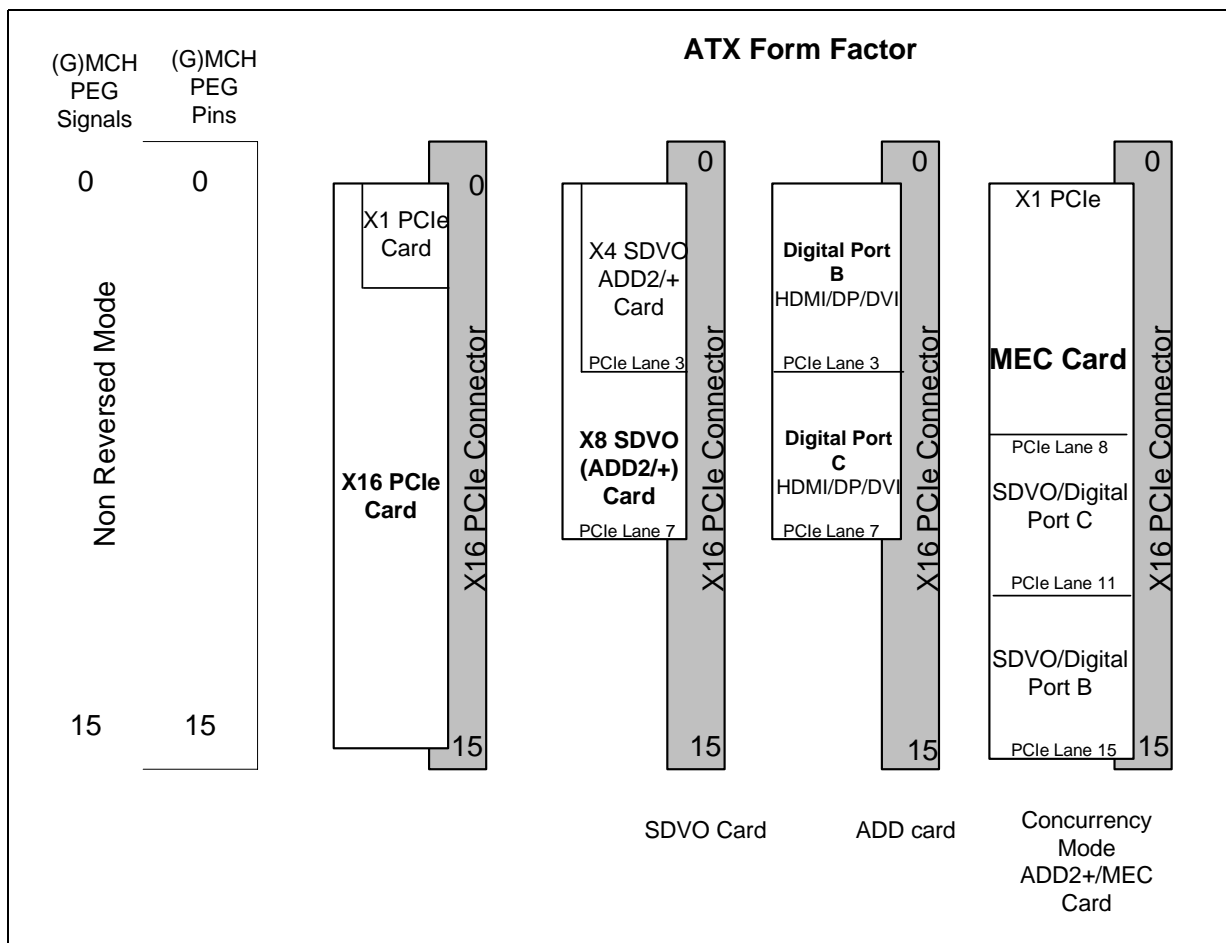 ATX Form Factor
(G)MCH
PEG
Signals
(G)MCH
PEG
Pins
0
0
Non Reversed Mode
15
15
X1 PCIe
Card
X16 PCIe
Card
0
X16 PCIe Connector
15
X4 SDVO
ADD2/+
Card
PCIe Lane 3
X8 SDVO
(ADD2/+)
Card
PCIe Lane 7
0
X16 PCIe Connector
15
SDVO Card
Digital Port
B
HDMI/DP/DVI
PCIe Lane 3
Digital Port
C
HDMI/DP/DVI
PCIe Lane 7
0
X16 PCIe Connector
15
ADD card
X1 PCIe
MEC Card
PCIe Lane 8
SDVO/Digital
Port C
PCIe Lane 11
SDVO/Digital
Port B
PCIe Lane 15
0
X16 PCIe Connector
15
Concurrency
Mode
ADD2+/MEC
Card